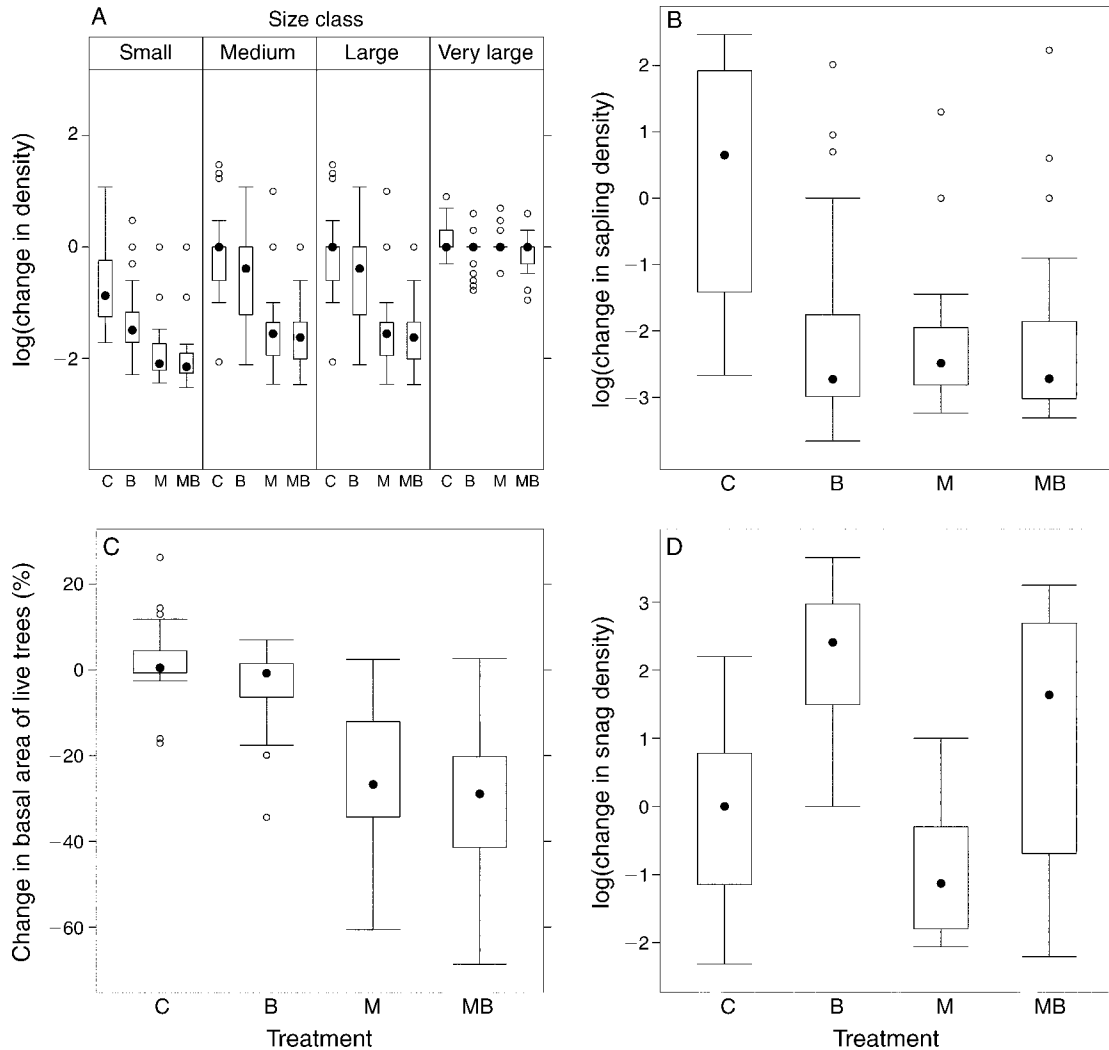 A
Size class
Small Medium Large Very large
log(change in density)
2
0
−2
C B M MB C B M MB C B M MB C B M MB
B
log(change in sapling density)
2
1
0
−1
−2
−3
C B M MB
C
Change in basal area of live trees (%)
20
0
−20
−40
−60
C B M MB
Treatment
D
log(change in snag density)
3
2
1
0
−1
−2
C B M MB
Treatment